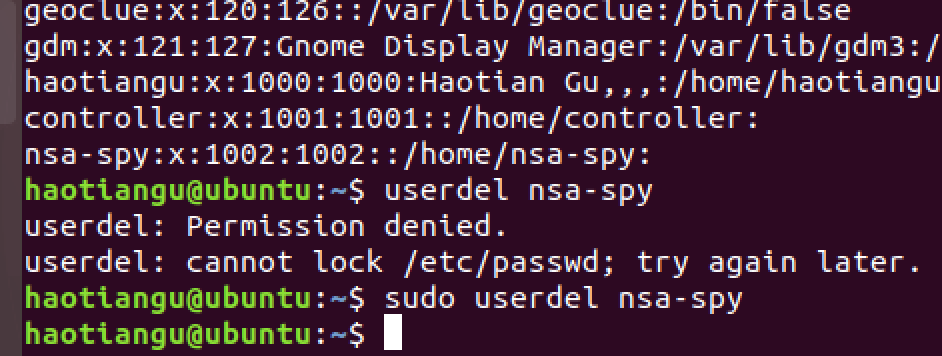 geoclue:x:120:126::/var/lib/geoclue:/bin/false
gdm:x:121:127:Gnome Display Manager:/var/lib/gdm3:/
haotiangu:x:1000:1000:Haotian Gu,,,:/home/haotiangu
controller:x:1001:1001::/home/controller:
nsa-spy:x:1002:1002::/home/nsa-spy:
haotiangu@ubuntu:~$ userdel nsa-spy
userdel: Permission denied.
userdel: cannot lock /etc/passwd; try again later.
haotiangu@ubuntu:~$ sudo userdel nsa-spy
haotiangu@ubuntu:~$